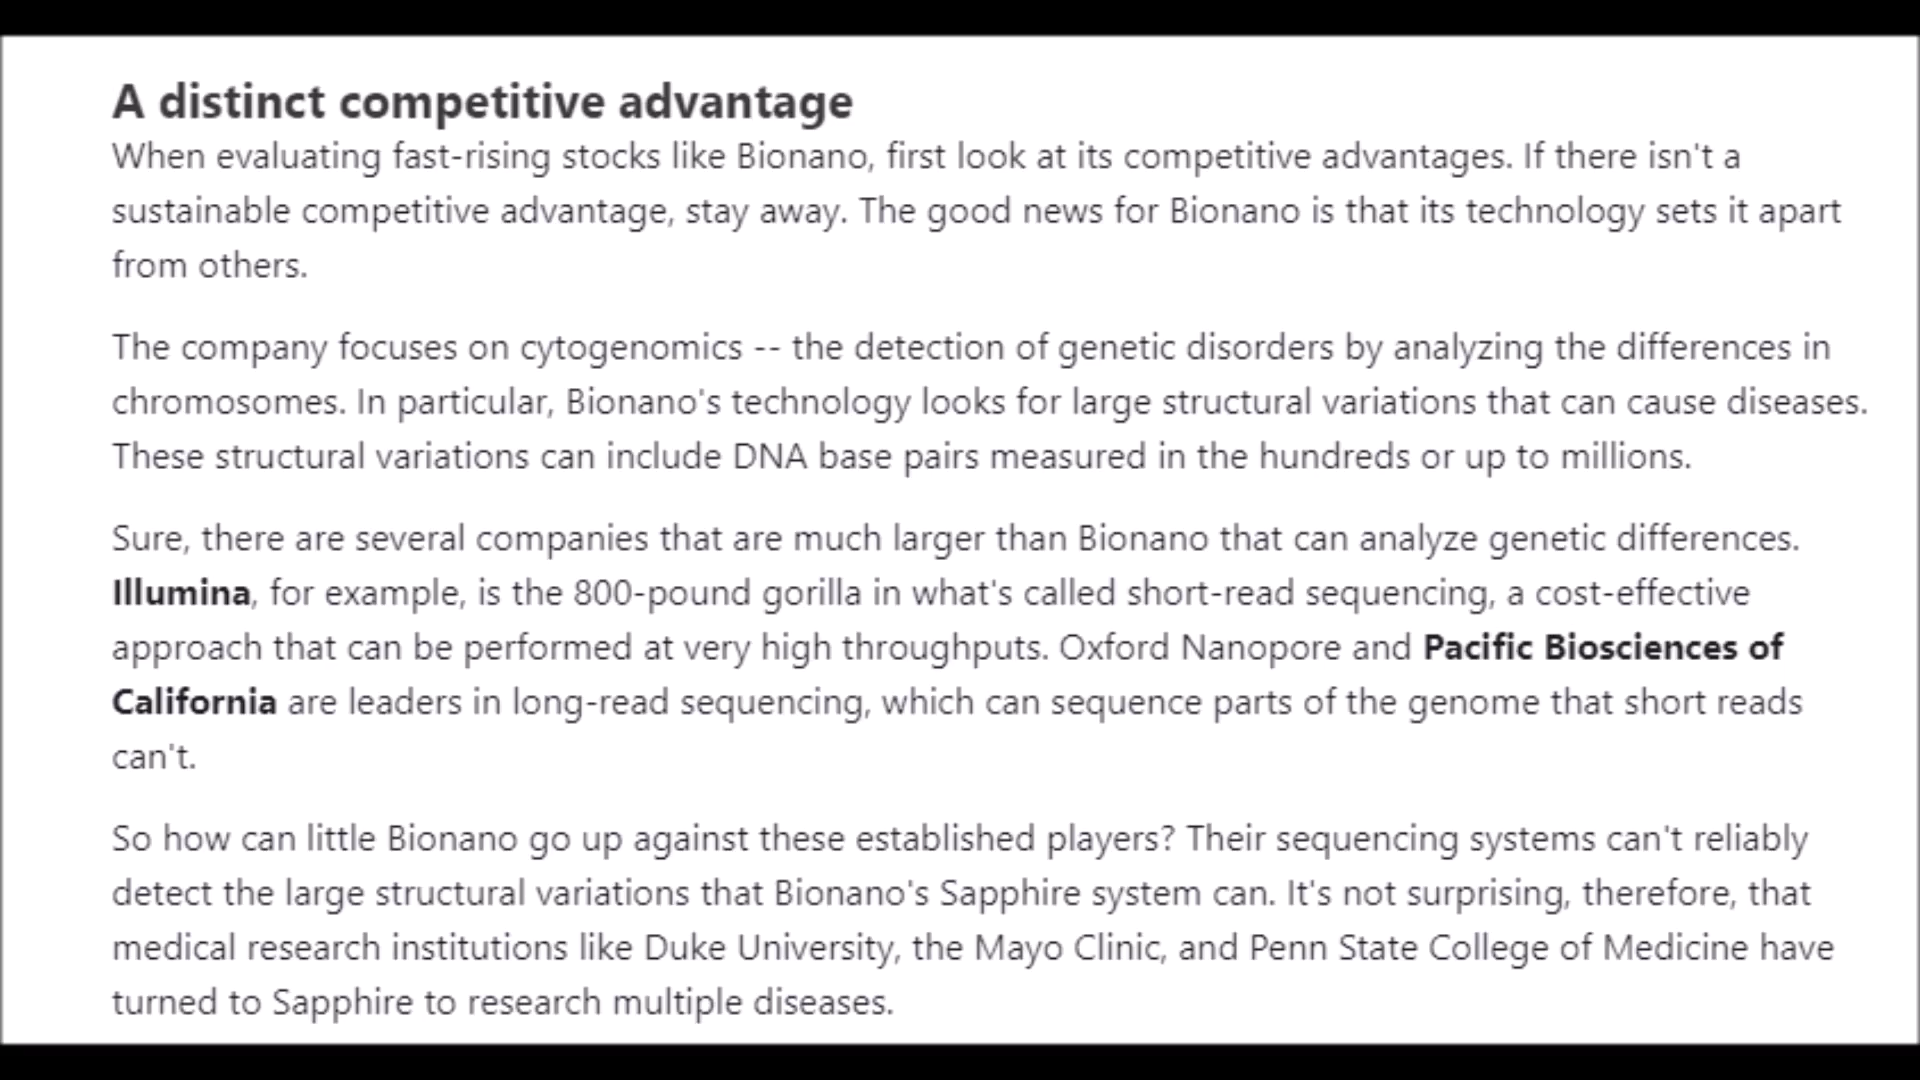 A distinct competitive advantage
When evaluating fast-rising stocks like Bionano, first look at its competitive advantages. If there isn't a
sustainable competitive advantage, stay away. The good news for Bionano is that its technology sets it apart
from others.
The company focuses on cytogenomics -- the detection of genetic disorders by analyzing the differences in
chromosomes. In particular, Bionano's technology looks for large structural variations that can cause diseases.
These structural variations can include DNA base pairs measured in the hundreds or up to millions.
Sure, there are several companies that are much larger than Bionano that can analyze genetic differences.
Illumina, for example, is the 800-pound gorilla in what's called short-read sequencing, a cost-effective
approach that can be performed at very high throughputs. Oxford Nanopore and Pacific Biosciences of
California are leaders in long-read sequencing, which can sequence parts of the genome that short reads
can't.
So how can little Bionano go up against these established players? Their sequencing systems can't reliably
detect the large structural variations that Bionano's Sapphire system can. It's not surprising, therefore, that
medical research institutions like Duke University, the Mayo Clinic, and Penn State College of Medicine have
turned to Sapphire to research multiple diseases.